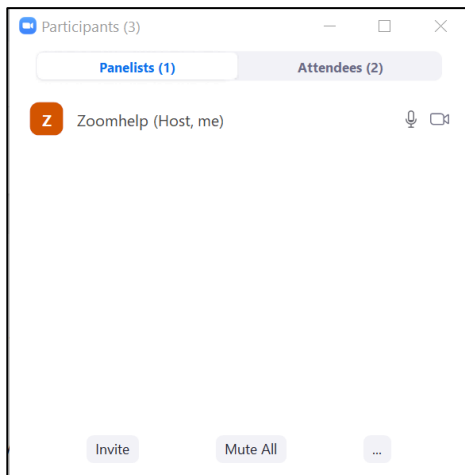 Participants (3)
Panelists (1) Attendees (2)
Z Zoomhelp (Host, me)
Invite Mute All ...